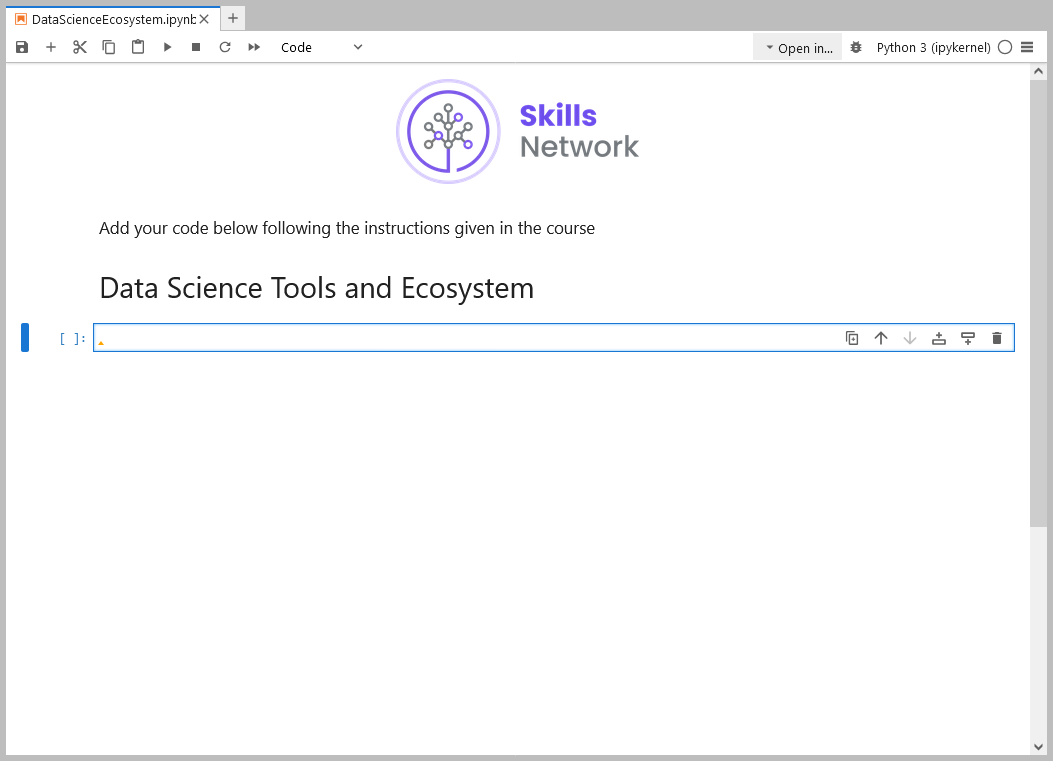 DataScienceEcosystem.ipynb
Code
Open in...
Python 3 (ipykernel)
Skills
Network
Add your code below following the instructions given in the course
Data Science Tools and Ecosystem
[ ]: